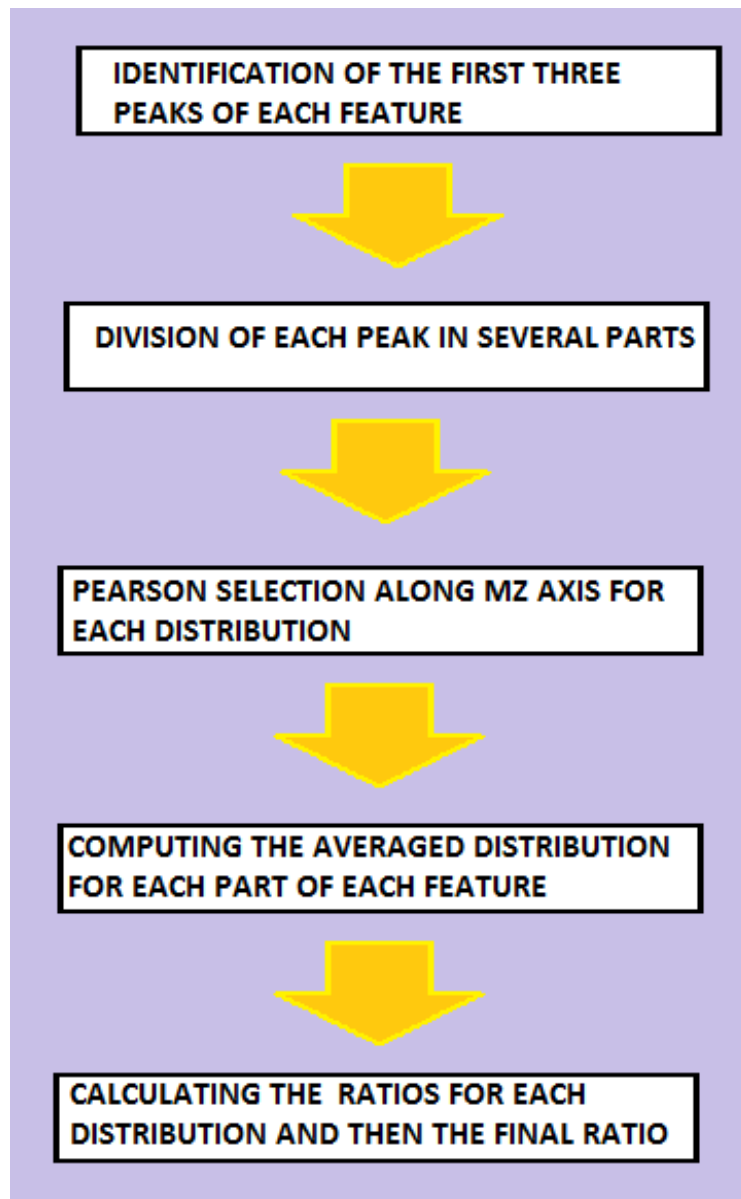 IDENTIFICATION OF THE FIRST THREE
PEAKS OF EACH FEATURE
DIVISION OF EACH PEAK IN SEVERAL PARTS
PEARSON SELECTION ALONG MZ AXIS FOR
EACH DISTRIBUTION
COMPUTING THE AVERAGED DISTRIBUTION
FOR EACH PART OF EACH FEATURE
CALCULATING THE RATIOS FOR EACH
DISTRIBUTION AND THEN THE FINAL RATIO